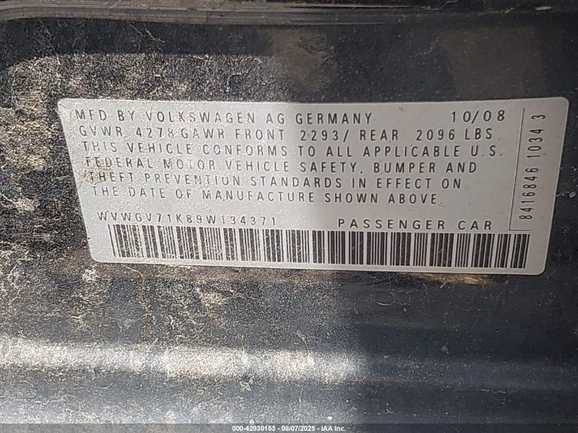 MFD BY VOLKSWAGEN AG GERMANY 10/08
GVWR 4278 GAWR FRONT 2293/ REAR 2096 LBS.
THIS VEHICLE CONFORMS TO ALL APPLICABLE U.S.
FEDERAL MOTOR VEHICLE SAFETY, BUMPER AND
THEFT PREVENTION STANDARDS IN EFFECT ON
THE DATE OF MANUFACTURE SHOWN ABOVE.
WVWGV71K89W134371 PASSENGER CAR
8416846 1034 3
000-42930153 - 08/07/2025 - IAA Inc.